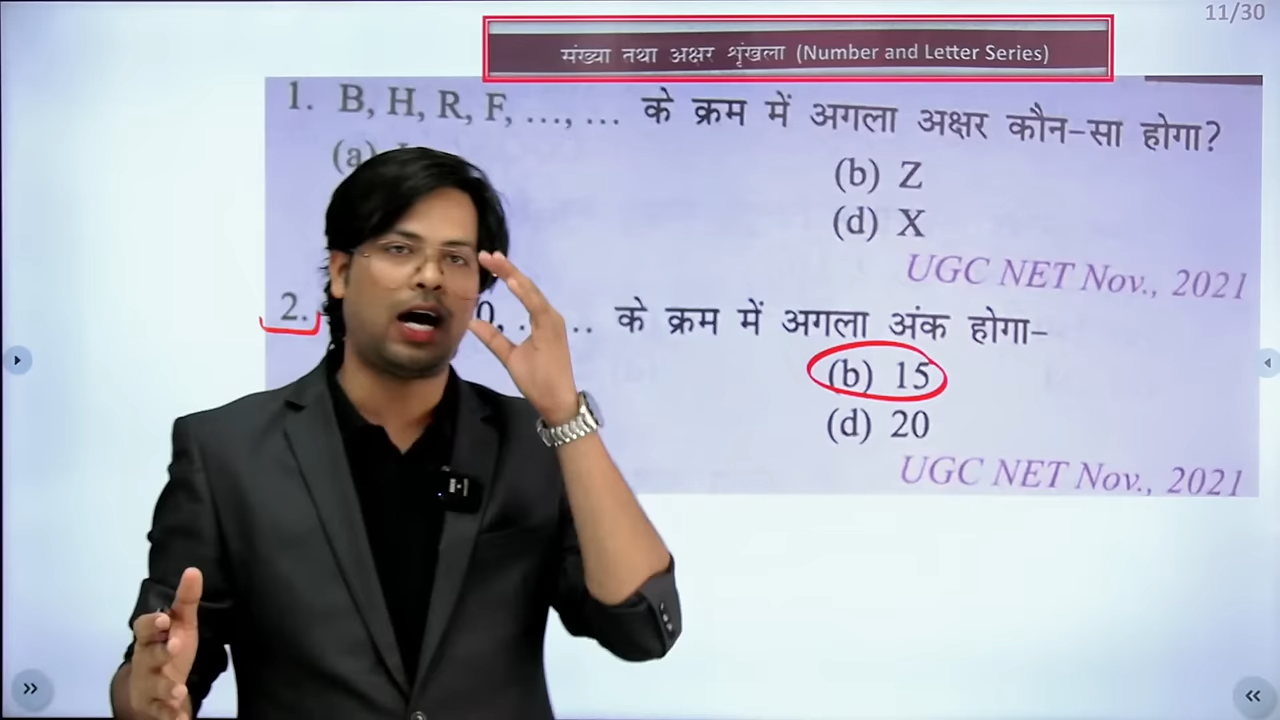 11/30
संख्या तथा अक्षर श्रृंखला (Number and Letter Series)
1. B, H, R, F, ..., ... के क्रम में अगला अक्षर कौन-सा होगा?
(a)
(b) Z
(d) X
UGC NET Nov., 2021
2. 0, . .. के क्रम में अगला अंक होगा-
(b) 15
(d) 20
UGC NET Nov., 2021